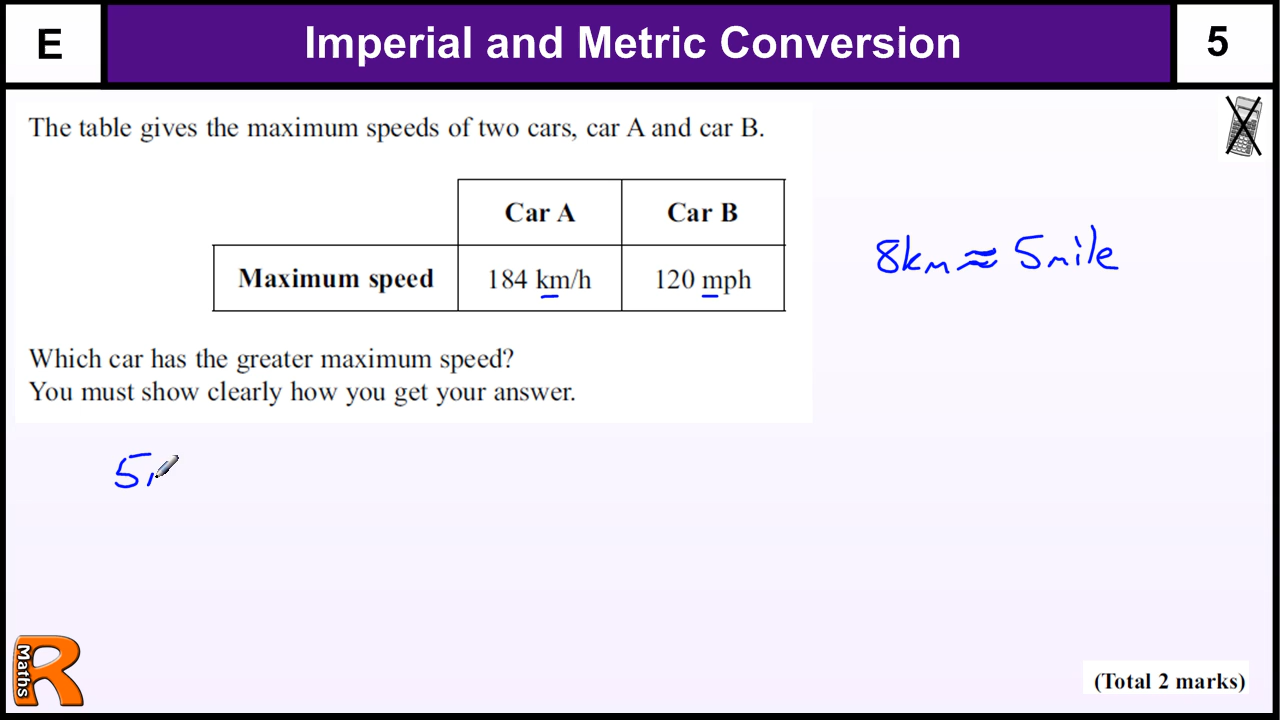 E
Imperial and Metric Conversion
5
The table gives the maximum speeds of two cars, car A and car B.
Car A Car B
Maximum speed 184 km/h 120 mph
8km ≈ 5mile
Which car has the greater maximum speed?
You must show clearly how you get your answer.
5
R
Maths
(Total 2 marks)